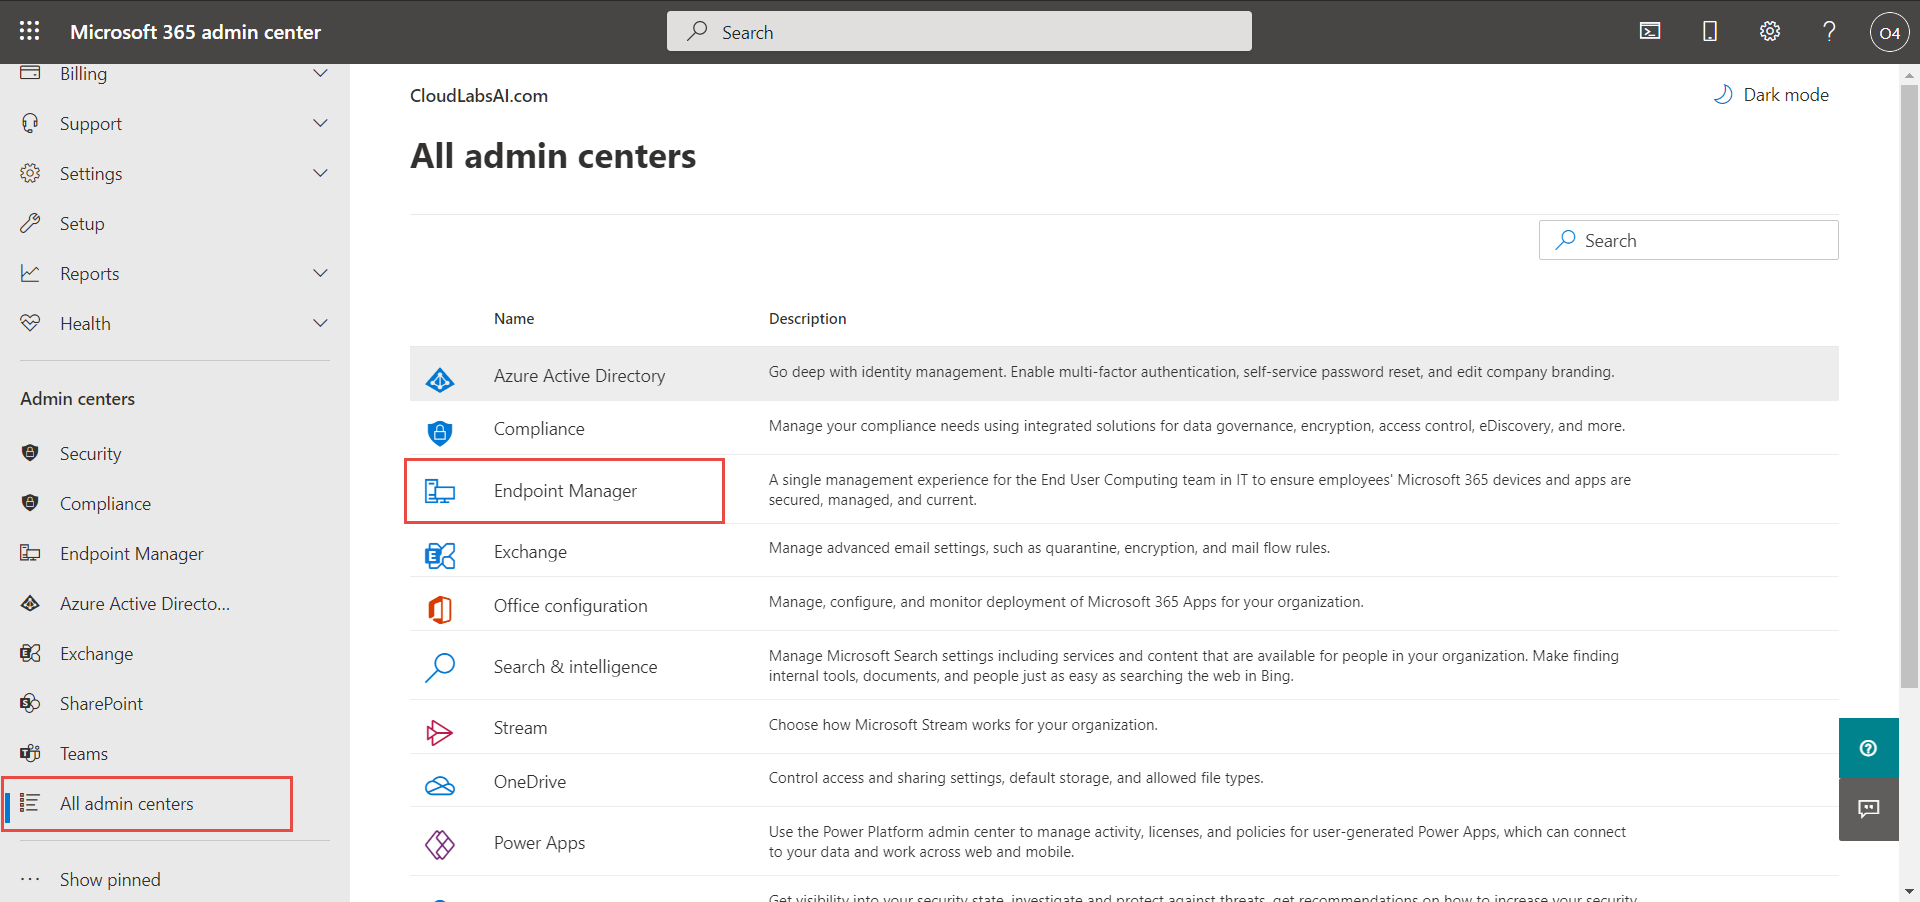 Microsoft 365 admin center
Search
O4
Billing
Support
Settings
Setup
Reports
Health
Admin centers
Security
Compliance
Endpoint Manager
Azure Active Directo...
Exchange
SharePoint
Teams
All admin centers
Show pinned
CloudLabsAI.com
Dark mode
All admin centers
Search
Name Description
Azure Active Directory Go deep with identity management. Enable multi-factor authentication, self-service password reset, and edit company branding.
Compliance Manage your compliance needs using integrated solutions for data governance, encryption, access control, eDiscovery, and more.
Endpoint Manager A single management experience for the End User Computing team in IT to ensure employees' Microsoft 365 devices and apps are
secured, managed, and current.
Exchange Manage advanced email settings, such as quarantine, encryption, and mail flow rules.
Office configuration Manage, configure, and monitor deployment of Microsoft 365 Apps for your organization.
Search & intelligence Manage Microsoft Search settings including services and content that are available for people in your organization. Make finding
internal tools, documents, and people just as easy as searching the web in Bing.
Stream Choose how Microsoft Stream works for your organization.
OneDrive Control access and sharing settings, default storage, and allowed file types.
Power Apps Use the Power Platform admin center to manage activity, licenses, and policies for user-generated Power Apps, which can connect
to your data and work across web and mobile.
Get visibility into your security state, investigate and protect against threats, get recommendations on how to increase your security